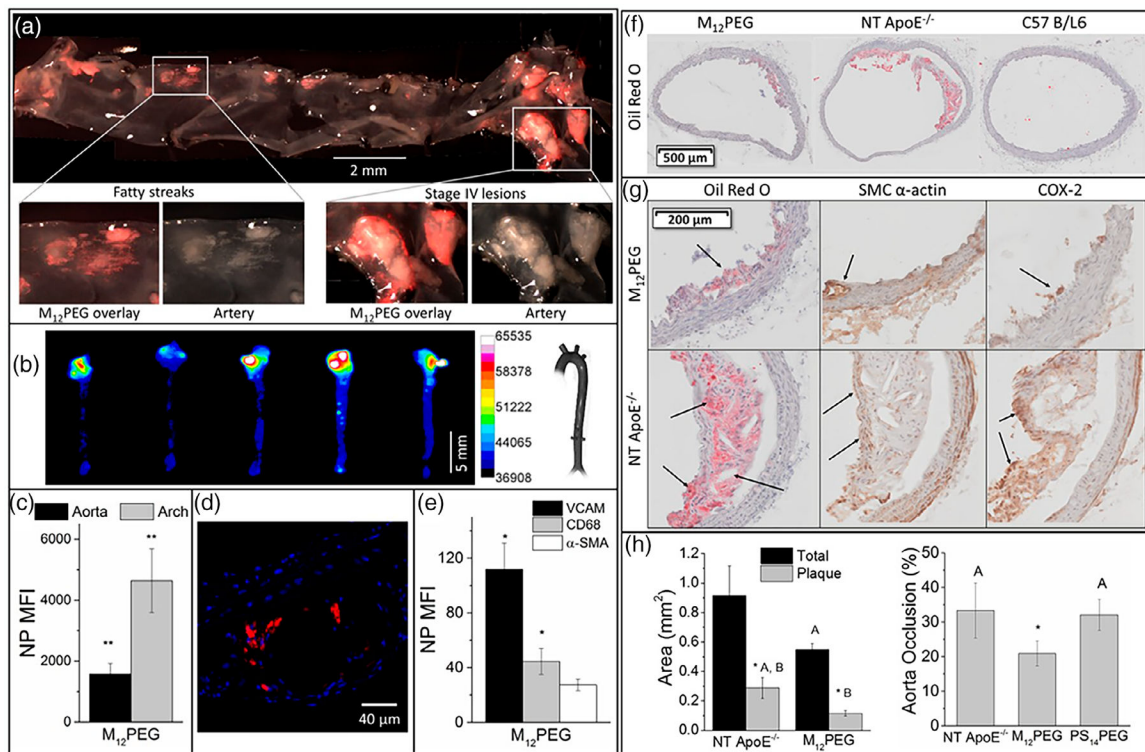 (a)
2 mm
Fatty streaks
Stage IV lesions
M₁₂PEG overlay
Artery
M₁₂PEG overlay
Artery
(b)
65535
58378
51222
44065
36908
5 mm
(c)
Aorta
Arch
NP MFI
6000
4000
2000
0
**
**
M₁₂PEG
(d)
40 µm
(e)
VCAM
CD68
α-SMA
NP MFI
120
80
40
0
*
*
M₁₂PEG
(f)
M₁₂PEG
NT ApoE⁻/⁻
C57 B/L6
Oil Red O
500 µm
(g)
Oil Red O
SMC α-actin
COX-2
200 µm
M₁₂PEG
NT ApoE⁻/⁻
(h)
Total
Plaque
Area (mm²)
1.2
1.0
0.8
0.6
0.4
0.2
0.0
* A, B
A
* B
NT ApoE⁻/⁻
M₁₂PEG
Aorta Occlusion (%)
50
40
30
20
10
0
A
*
A
NT ApoE⁻/⁻
M₁₂PEG
PS₁₄PEG